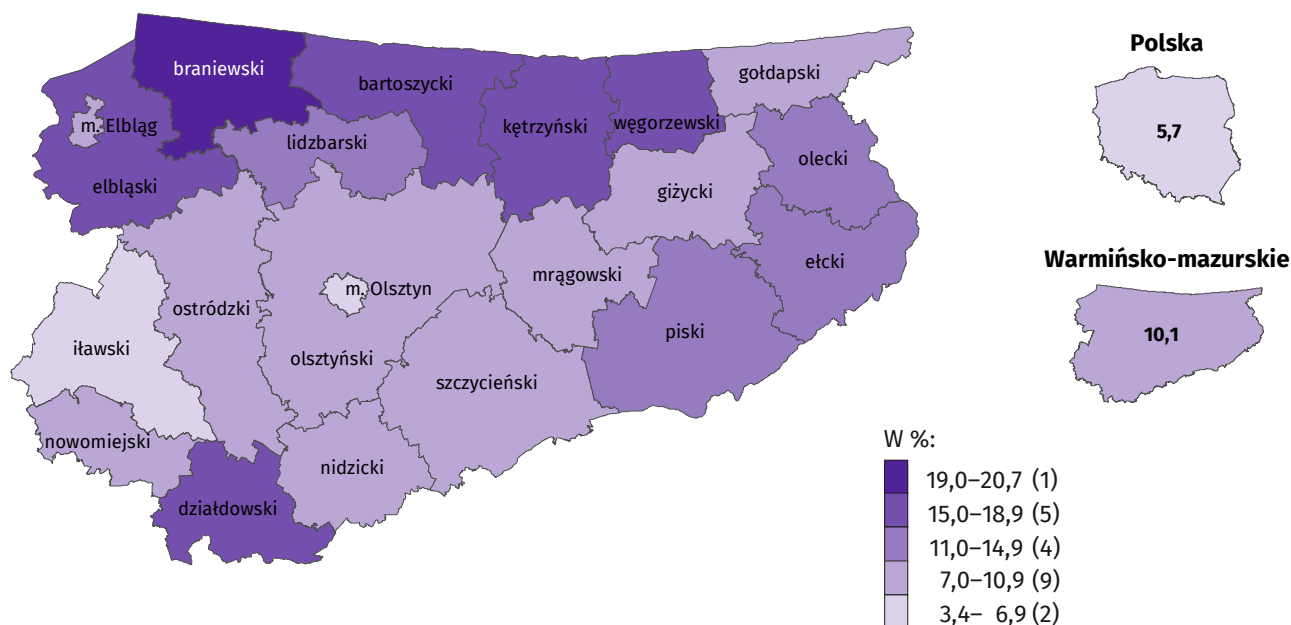 braniewski
bartoszycki
gołdapski
m. Elbląg
lidzbarski
kętrzyński
węgorzewski
olecki
elbląski
giżycki
ełcki
mrągowski
m. Olsztyn
ostródzki
piski
iławski
olsztyński
szczycieński
nowomiejski
nidzicki
działdowski
Polska
5,7
Warmińsko-mazurskie
10,1
W %:
19,0–20,7 (1)
15,0–18,9 (5)
11,0–14,9 (4)
7,0–10,9 (9)
3,4– 6,9 (2)